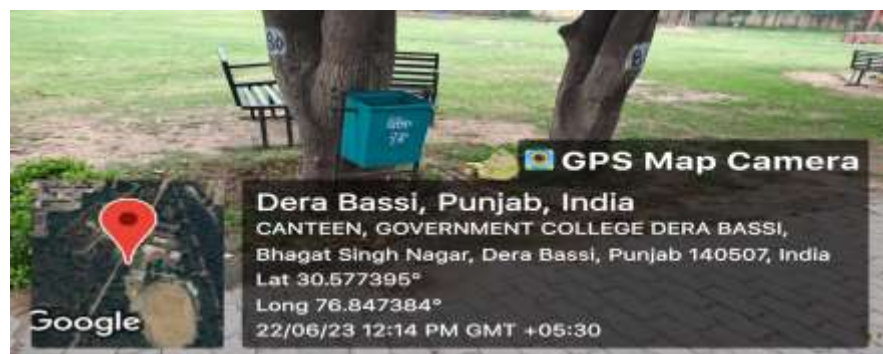 80
GPS Map Camera
Dera Bassi, Punjab, India
CANTEEN, GOVERNMENT COLLEGE DERA BASSI,
Bhagat Singh Nagar, Dera Bassi, Punjab 140507, India
Lat 30.577395°
Long 76.847384°
22/06/23 12:14 PM GMT +05:30
Google